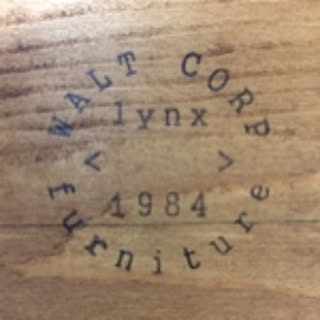 WALT CORP
lynx
< >
1984
furniture